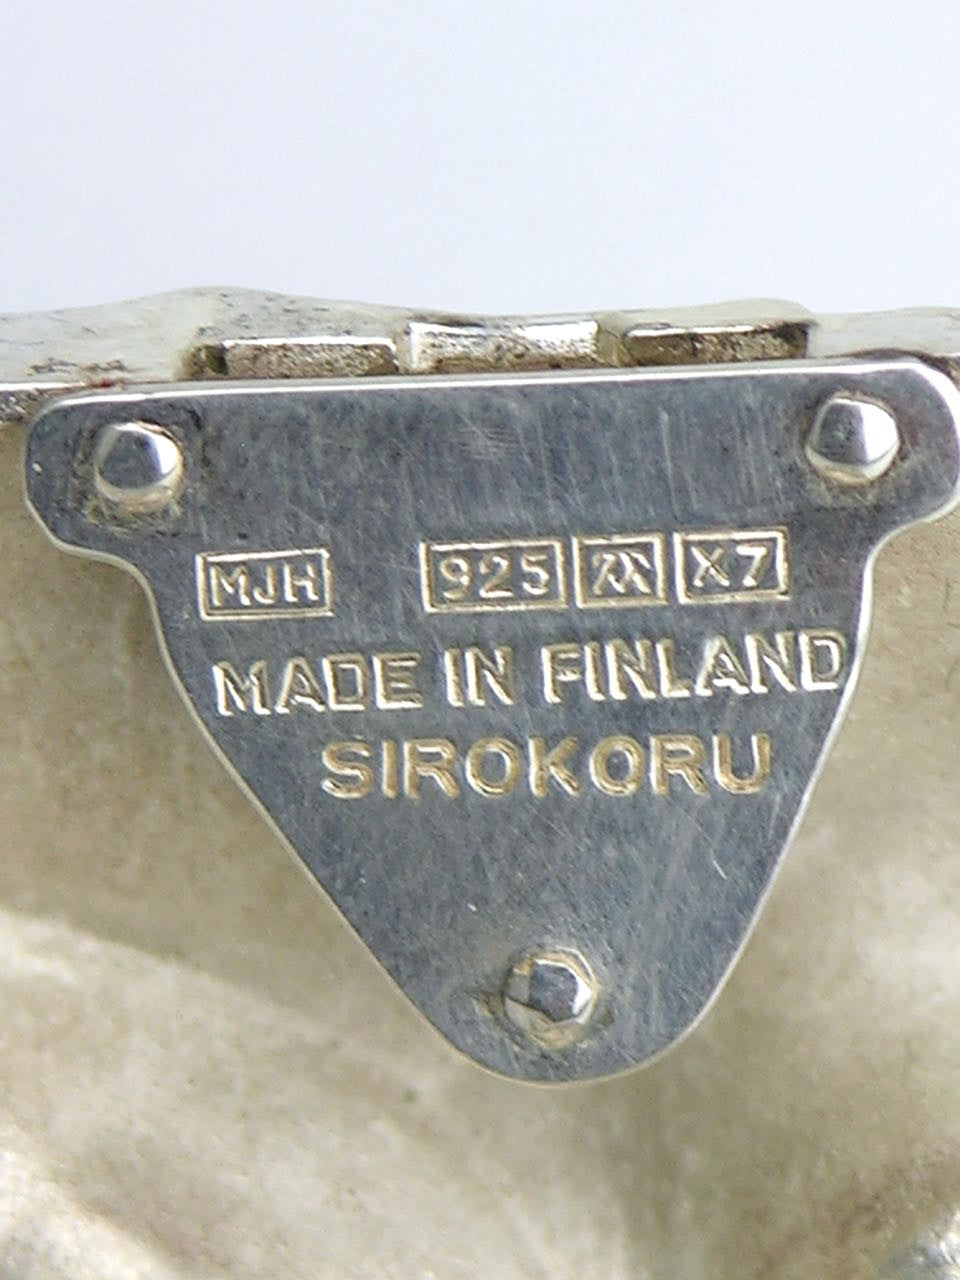 MJH 925 X7
MADE IN FINLAND
SIROKORU